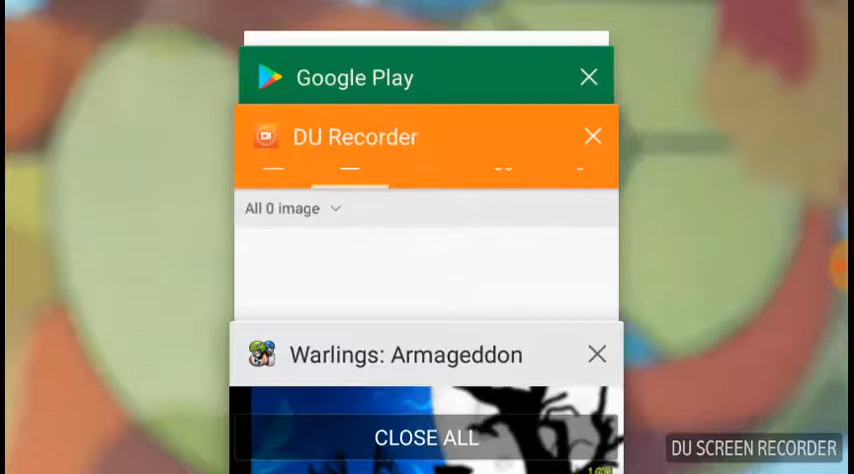 Google Play
DU Recorder
All 0 image
Warlings: Armageddon
CLOSE ALL
DU SCREEN RECORDER